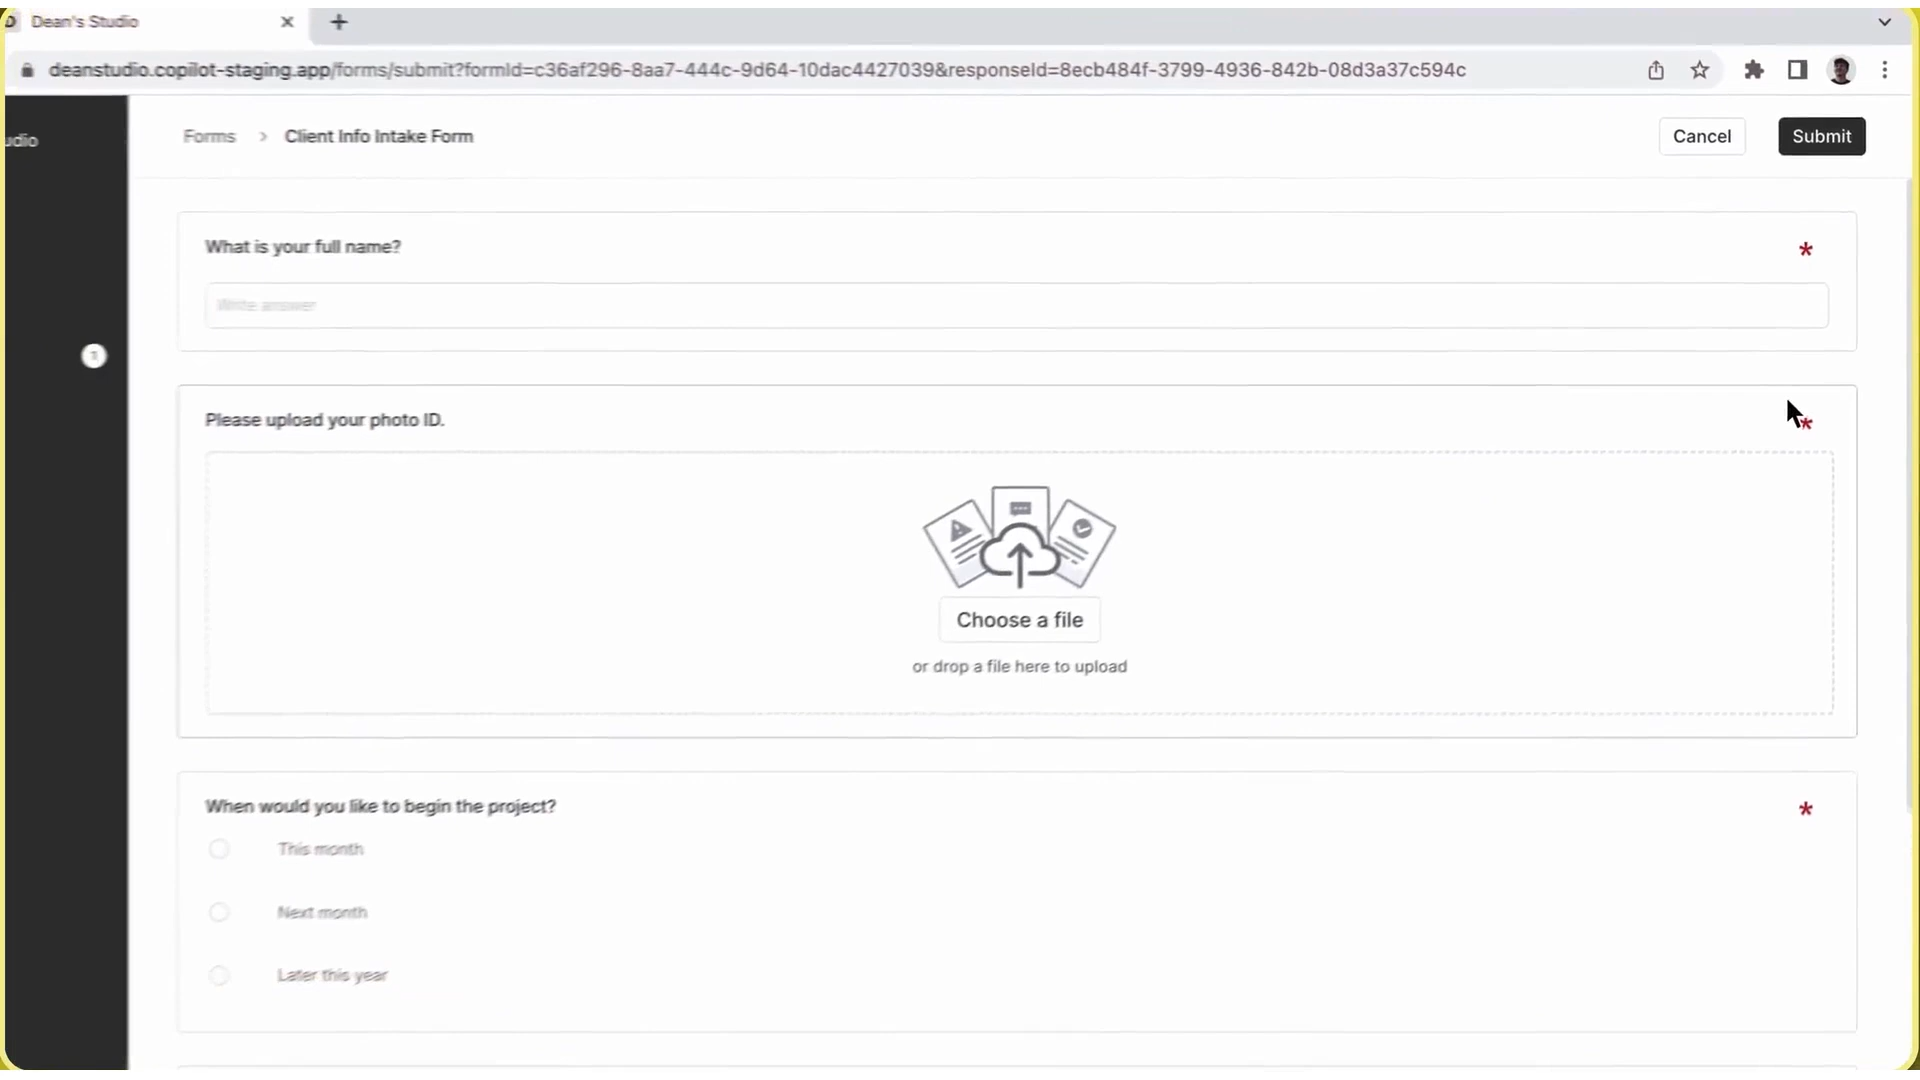 Dean's Studio
deanstudio.copilot-staging.app/forms/submit?formId=c36af296-8aa7-444c-9d64-10dac4427039&responseId=8ecb484f-3799-4936-842b-08d3a37c594c
udio
Forms > Client Info Intake Form
Cancel
Submit
What is your full name?
*
Write answer
1
Please upload your photo ID.
*
Choose a file
or drop a file here to upload
When would you like to begin the project?
*
This month
Next month
Later this year